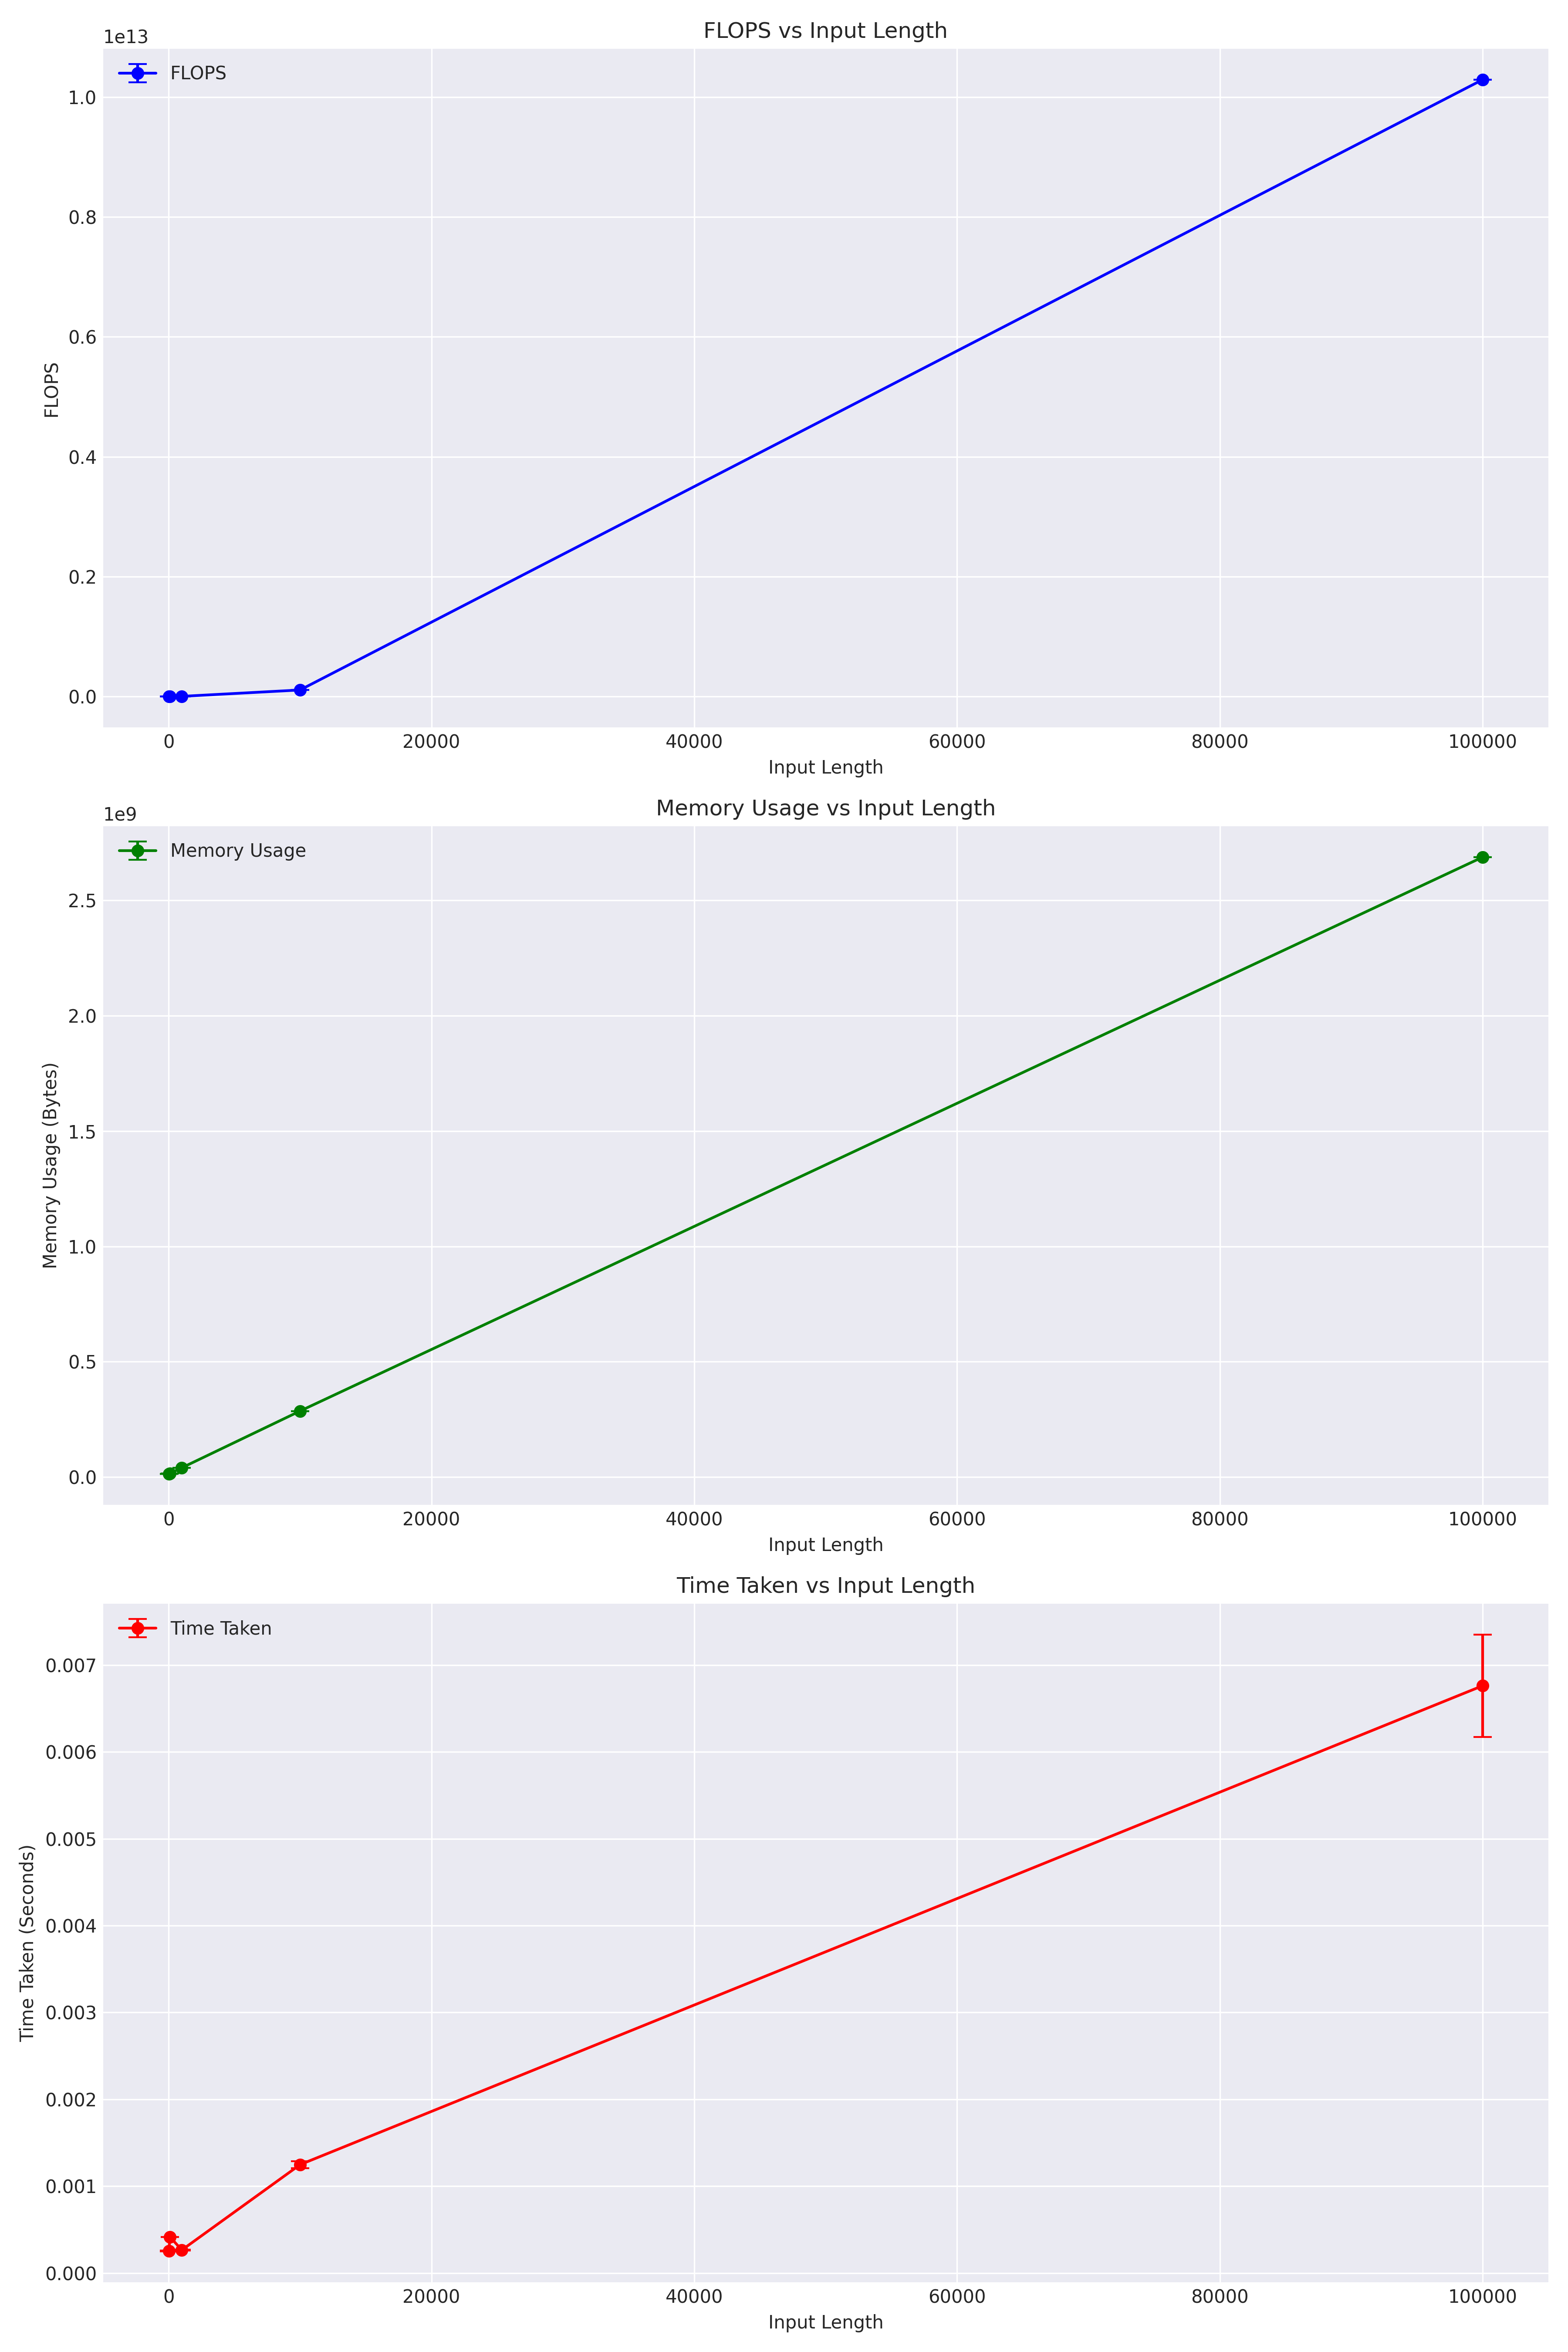 FLOPS vs Input Length
1e13
FLOPS
1.0
0.8
0.6
0.4
0.2
0.0
FLOPS
0 20000 40000 60000 80000 100000
Input Length
Memory Usage vs Input Length
1e9
Memory Usage
2.5
2.0
1.5
1.0
0.5
0.0
Memory Usage (Bytes)
0 20000 40000 60000 80000 100000
Input Length
Time Taken vs Input Length
Time Taken
0.007
0.006
0.005
0.004
0.003
0.002
0.001
0.000
Time Taken (Seconds)
0 20000 40000 60000 80000 100000
Input Length